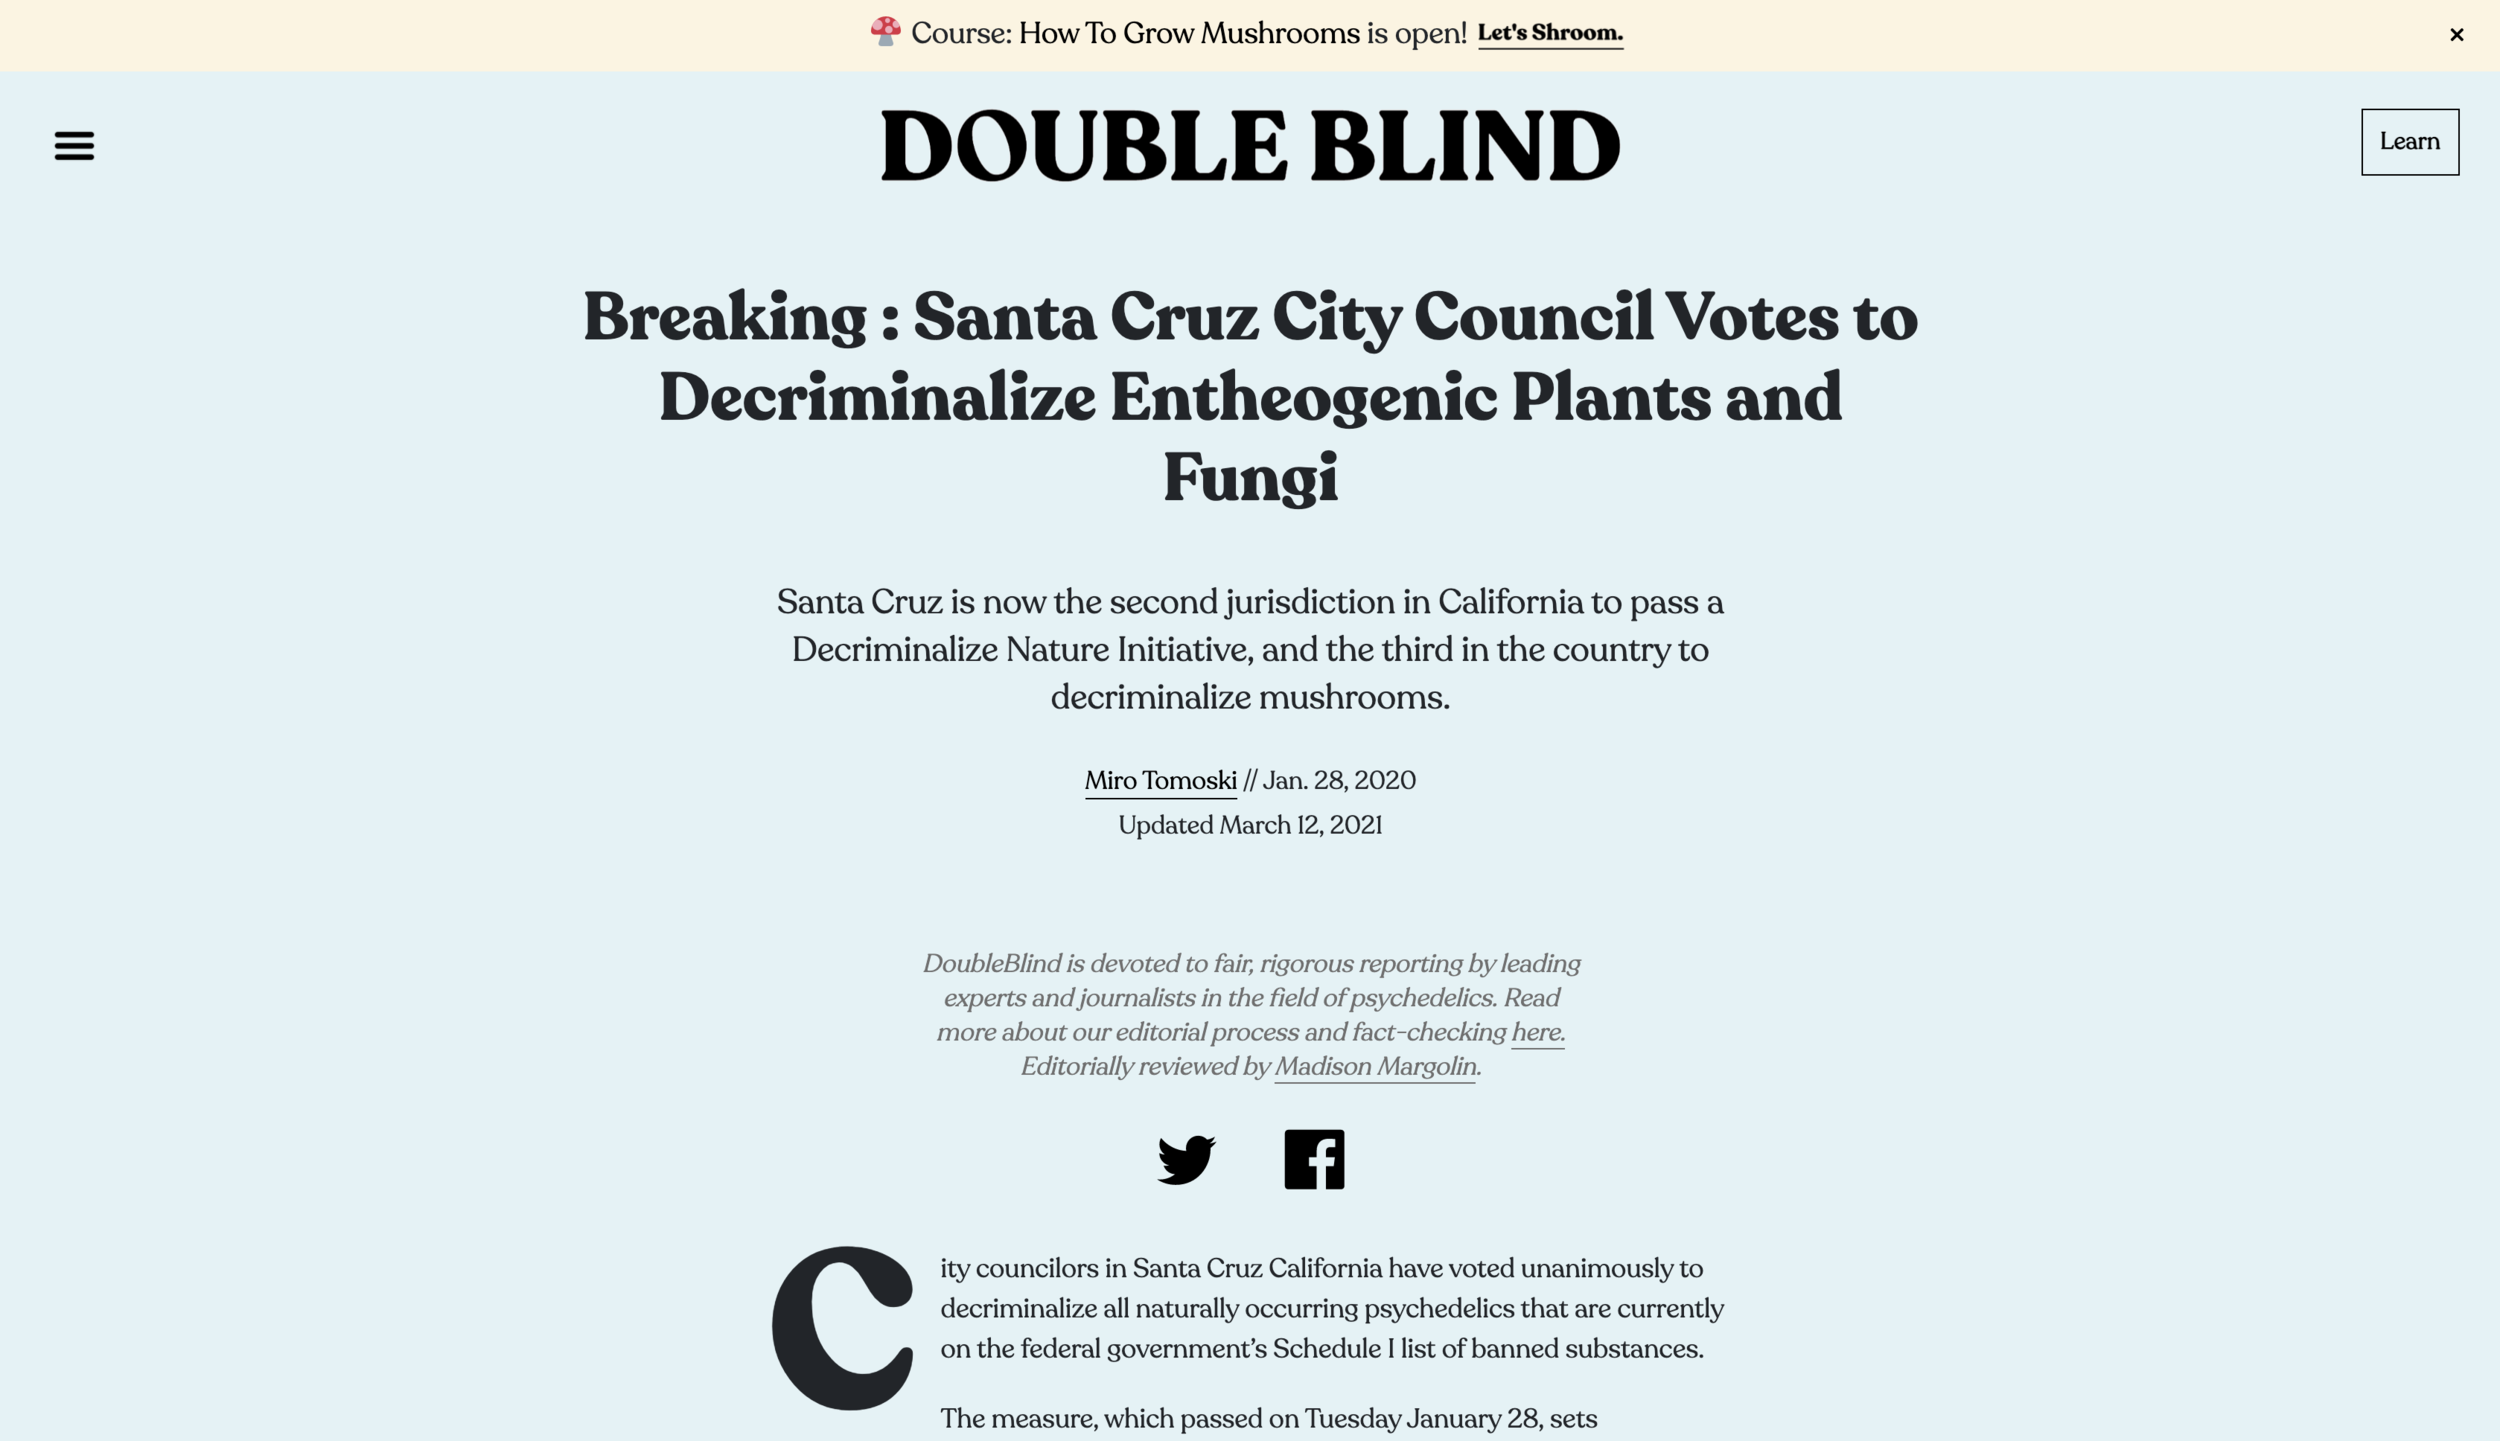 Course: How To Grow Mushrooms is open! Let's Shroom.
DOUBLE BLIND
Learn
Breaking : Santa Cruz City Council Votes to
Decriminalize Entheogenic Plants and
Fungi
Santa Cruz is now the second jurisdiction in California to pass a
Decriminalize Nature Initiative, and the third in the country to
decriminalize mushrooms.
Miro Tomoski // Jan. 28, 2020
Updated March 12, 2021
DoubleBlind is devoted to fair, rigorous reporting by leading
experts and journalists in the field of psychedelics. Read
more about our editorial process and fact-checking here.
Editorially reviewed by Madison Margolin.
City councilors in Santa Cruz California have voted unanimously to
decriminalize all naturally occurring psychedelics that are currently
on the federal government’s Schedule I list of banned substances.
The measure, which passed on Tuesday January 28, sets